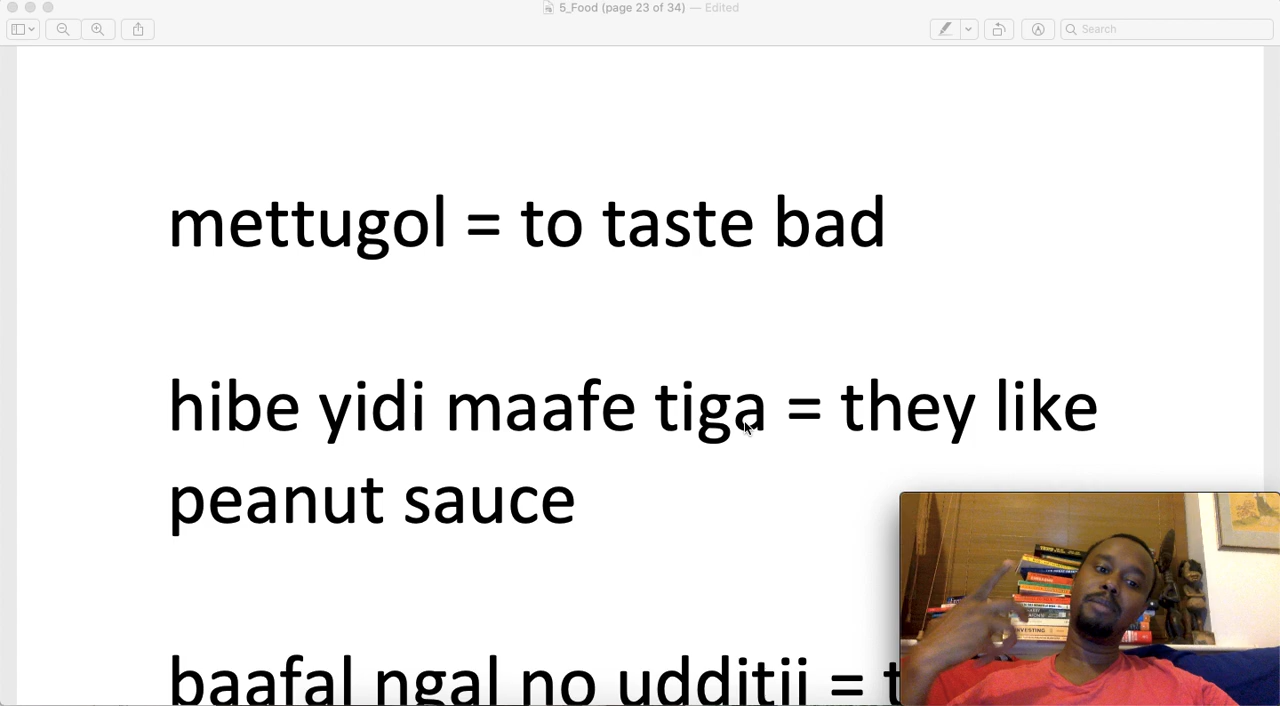 5_Food (page 23 of 34) — Edited
Search
mettugol = to taste bad
hibe yidi maafe tiga = they like
peanut sauce
baafal ngal no udditii = t
INVESTING